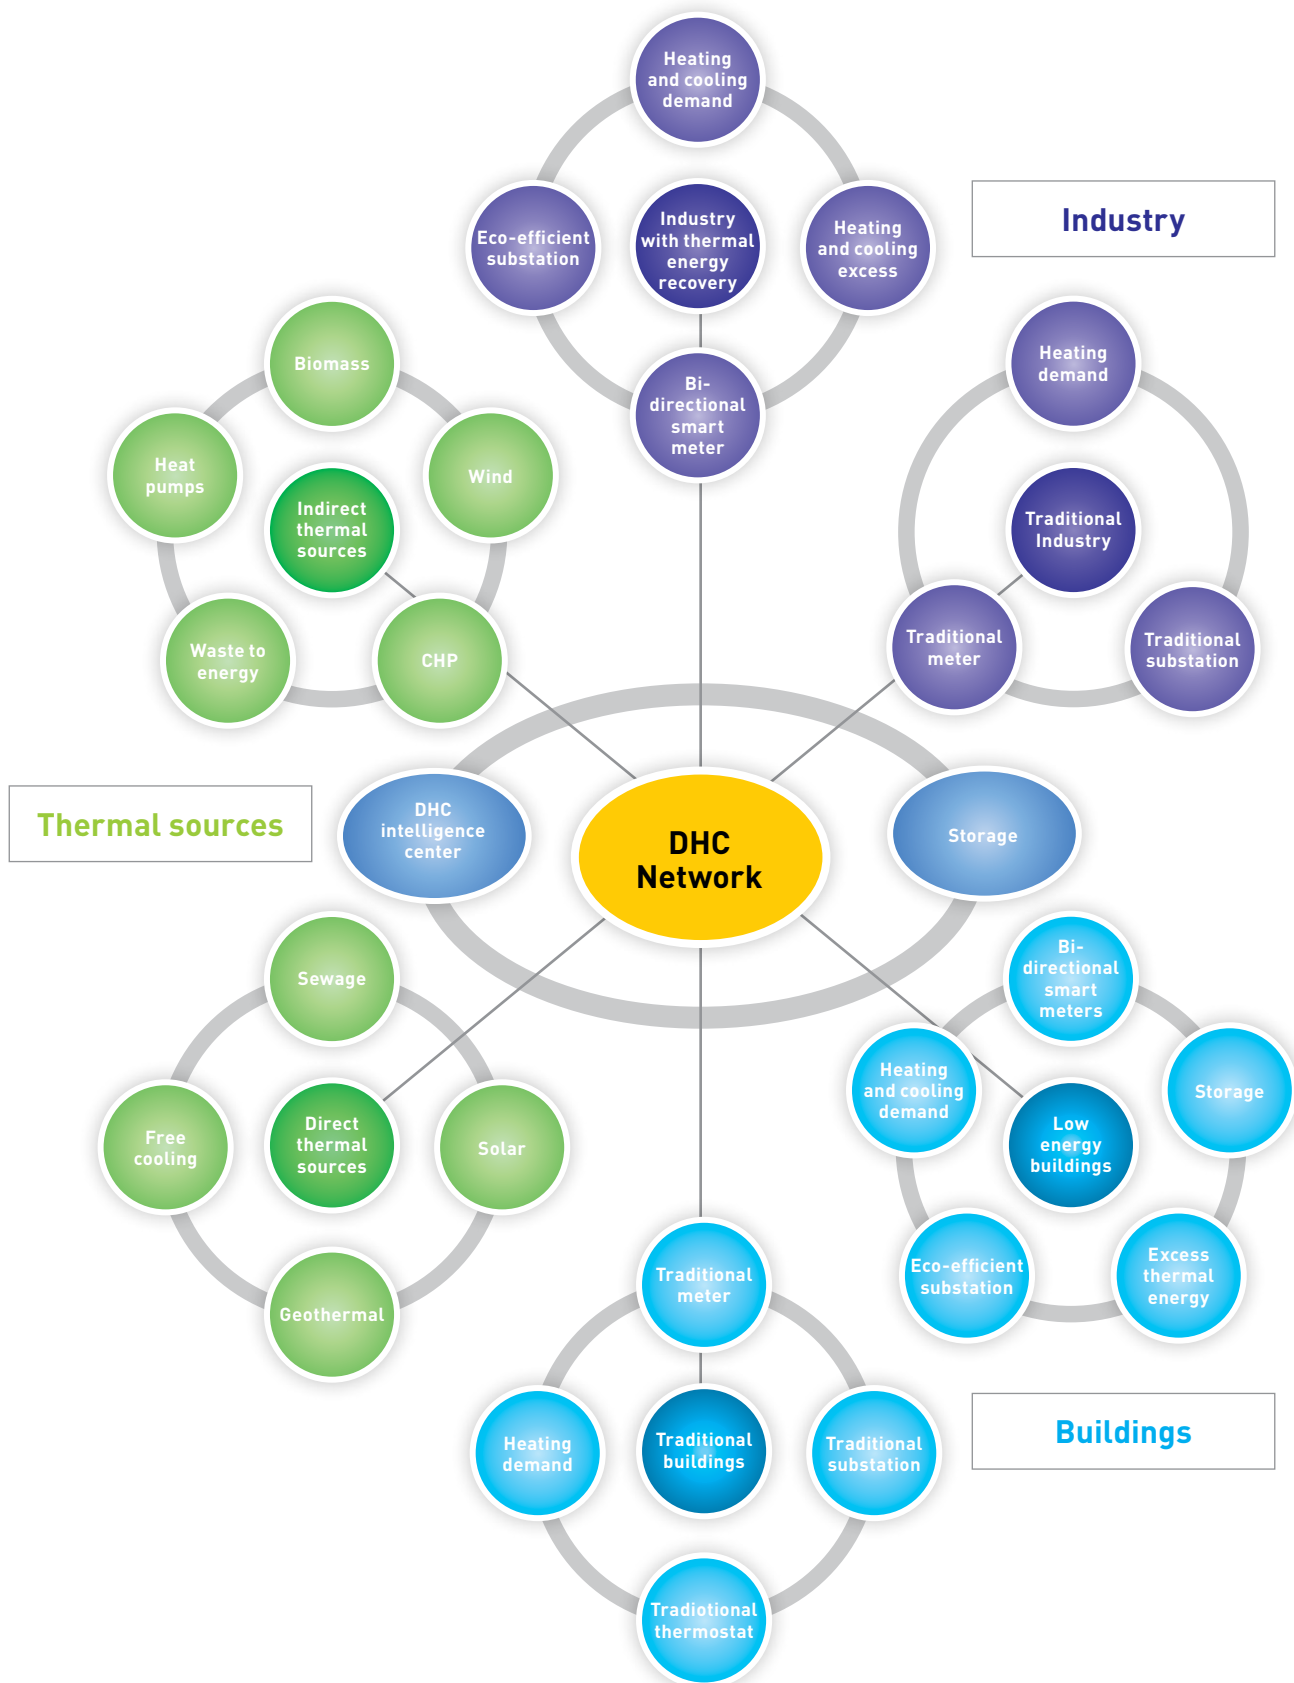 Heating
and cooling
demand
Eco-efficient
substation
Industry
with thermal
energy
recovery
Heating
and cooling
excess
Bi-
directional
smart
meter
Industry
Biomass
Heat
pumps
Wind
Indirect
thermal
sources
Waste to
energy
CHP
Heating
demand
Traditional
Industry
Traditional
meter
Traditional
substation
Thermal sources
DHC
intelligence
center
DHC
Network
Storage
Sewage
Free
cooling
Direct
thermal
sources
Solar
Geothermal
Bi-
directional
smart
meters
Heating
and cooling
demand
Storage
Low
energy
buildings
Eco-efficient
substation
Excess
thermal
energy
Traditional
meter
Heating
demand
Traditional
buildings
Traditional
substation
Tradiotional
thermostat
Buildings